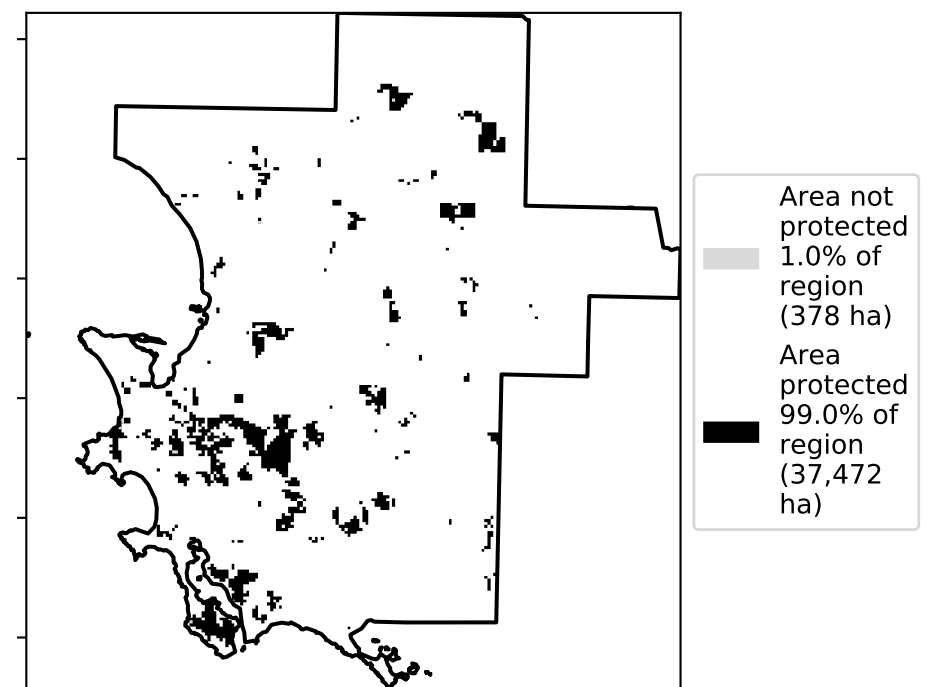 Area not
protected
1.0% of
region
(378 ha)
Area
protected
99.0% of
region
(37,472
ha)